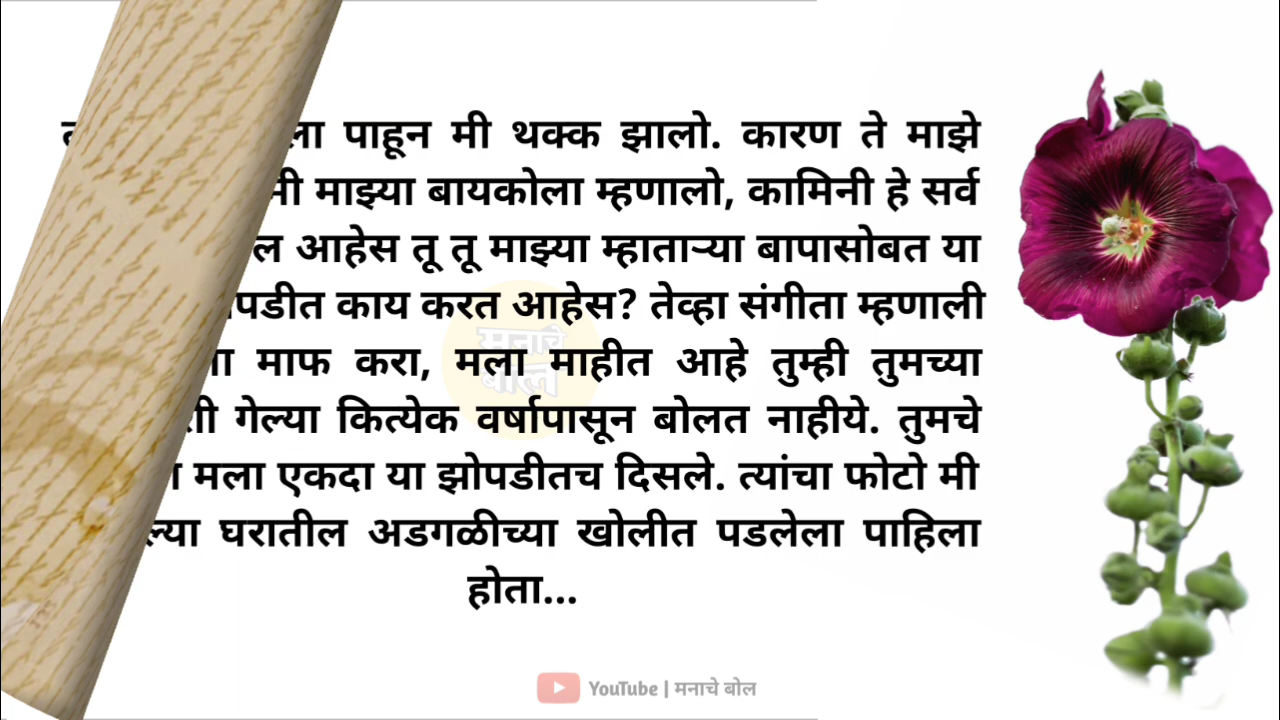 पाहून मी थक्क झालो. कारण ते माझे
मी माझ्या बायकोला म्हणालो, कामिनी हे सर्व
आहेस तू तू माझ्या म्हाताऱ्या बापासोबत या
काय करत आहेस? तेव्हा संगीता म्हणाली
माफ करा, मला माहीत आहे तुम्ही तुमच्या
गेल्या कित्येक वर्षापासून बोलत नाहीये. तुमचे
मला एकदा या झोपडीतच दिसले. त्यांचा फोटो मी
घरातील अडगळीच्या खोलीत पडलेला पाहिला
होता...
मनाचे
बोल
YouTube | मनाचे बोल